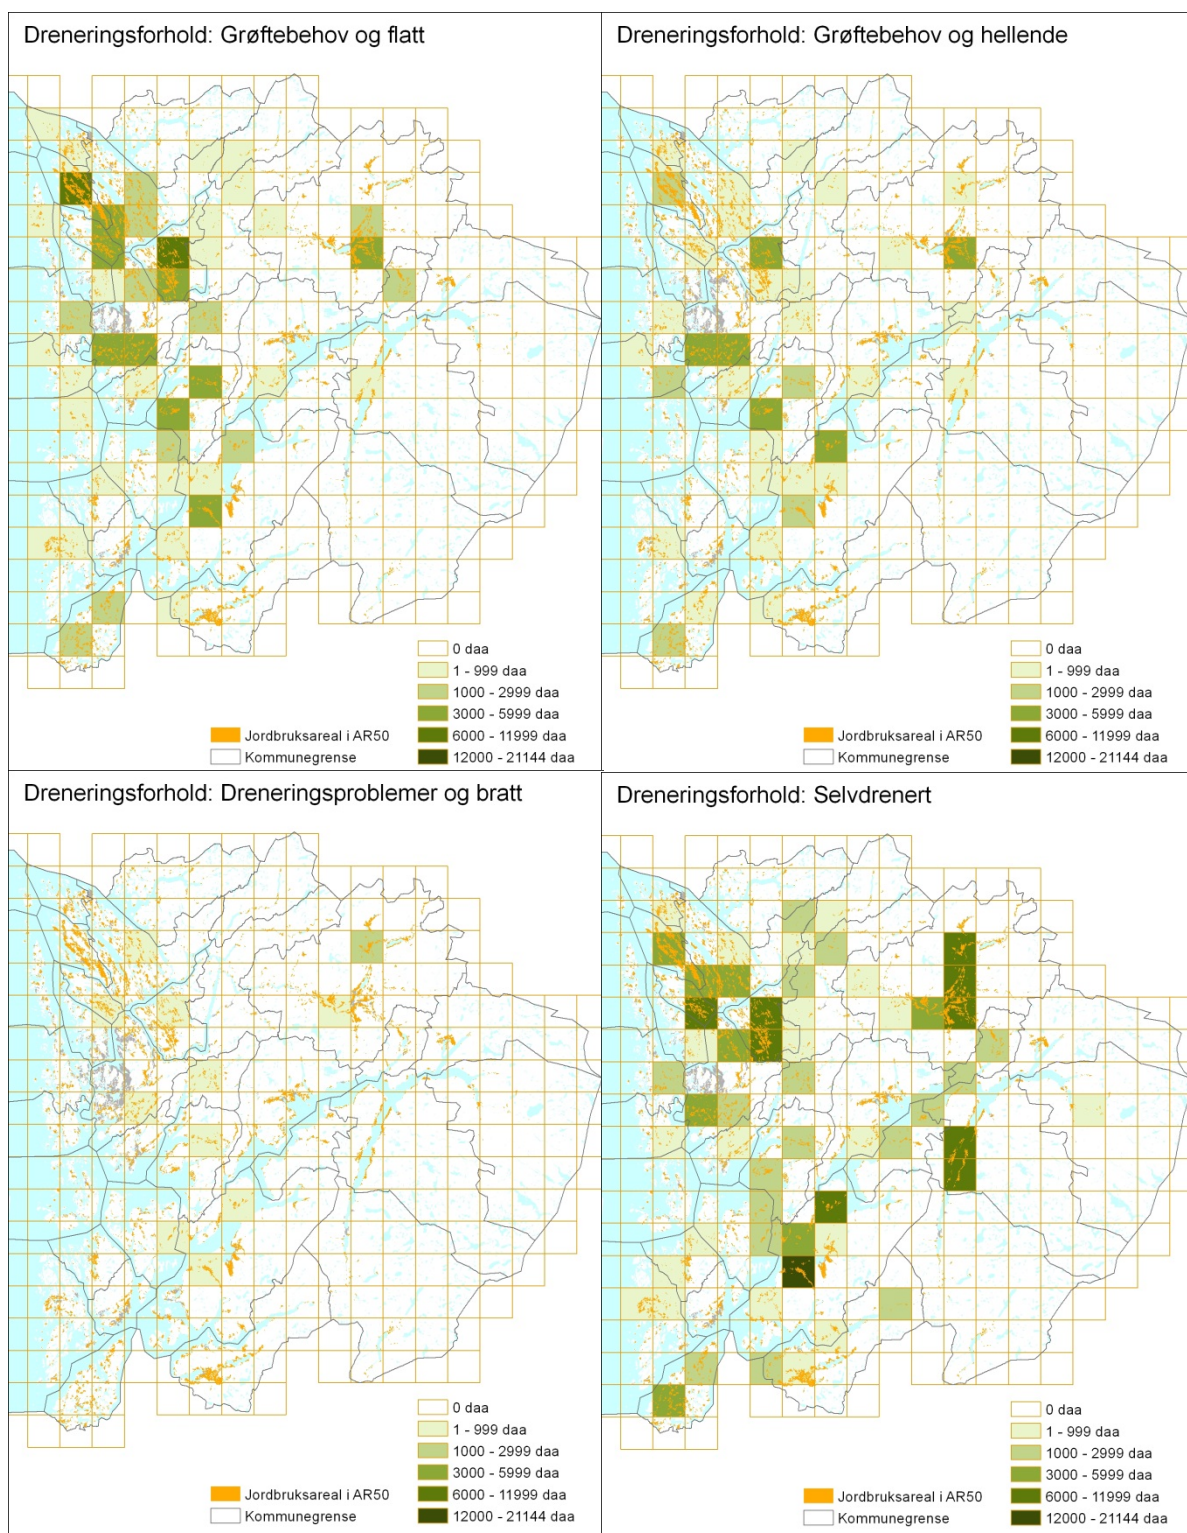 Dreneringsforhold: Grøftebehov og flatt
0 daa
1 - 999 daa
1000 - 2999 daa
3000 - 5999 daa
6000 - 11999 daa
12000 - 21144 daa
Jordbruksareal i AR50
Kommunegrense
Dreneringsforhold: Grøftebehov og hellende
0 daa
1 - 999 daa
1000 - 2999 daa
3000 - 5999 daa
6000 - 11999 daa
12000 - 21144 daa
Jordbruksareal i AR50
Kommunegrense
Dreneringsforhold: Dreneringsproblemer og bratt
0 daa
1 - 999 daa
1000 - 2999 daa
3000 - 5999 daa
6000 - 11999 daa
12000 - 21144 daa
Jordbruksareal i AR50
Kommunegrense
Dreneringsforhold: Selvdrenert
0 daa
1 - 999 daa
1000 - 2999 daa
3000 - 5999 daa
6000 - 11999 daa
12000 - 21144 daa
Jordbruksareal i AR50
Kommunegrense